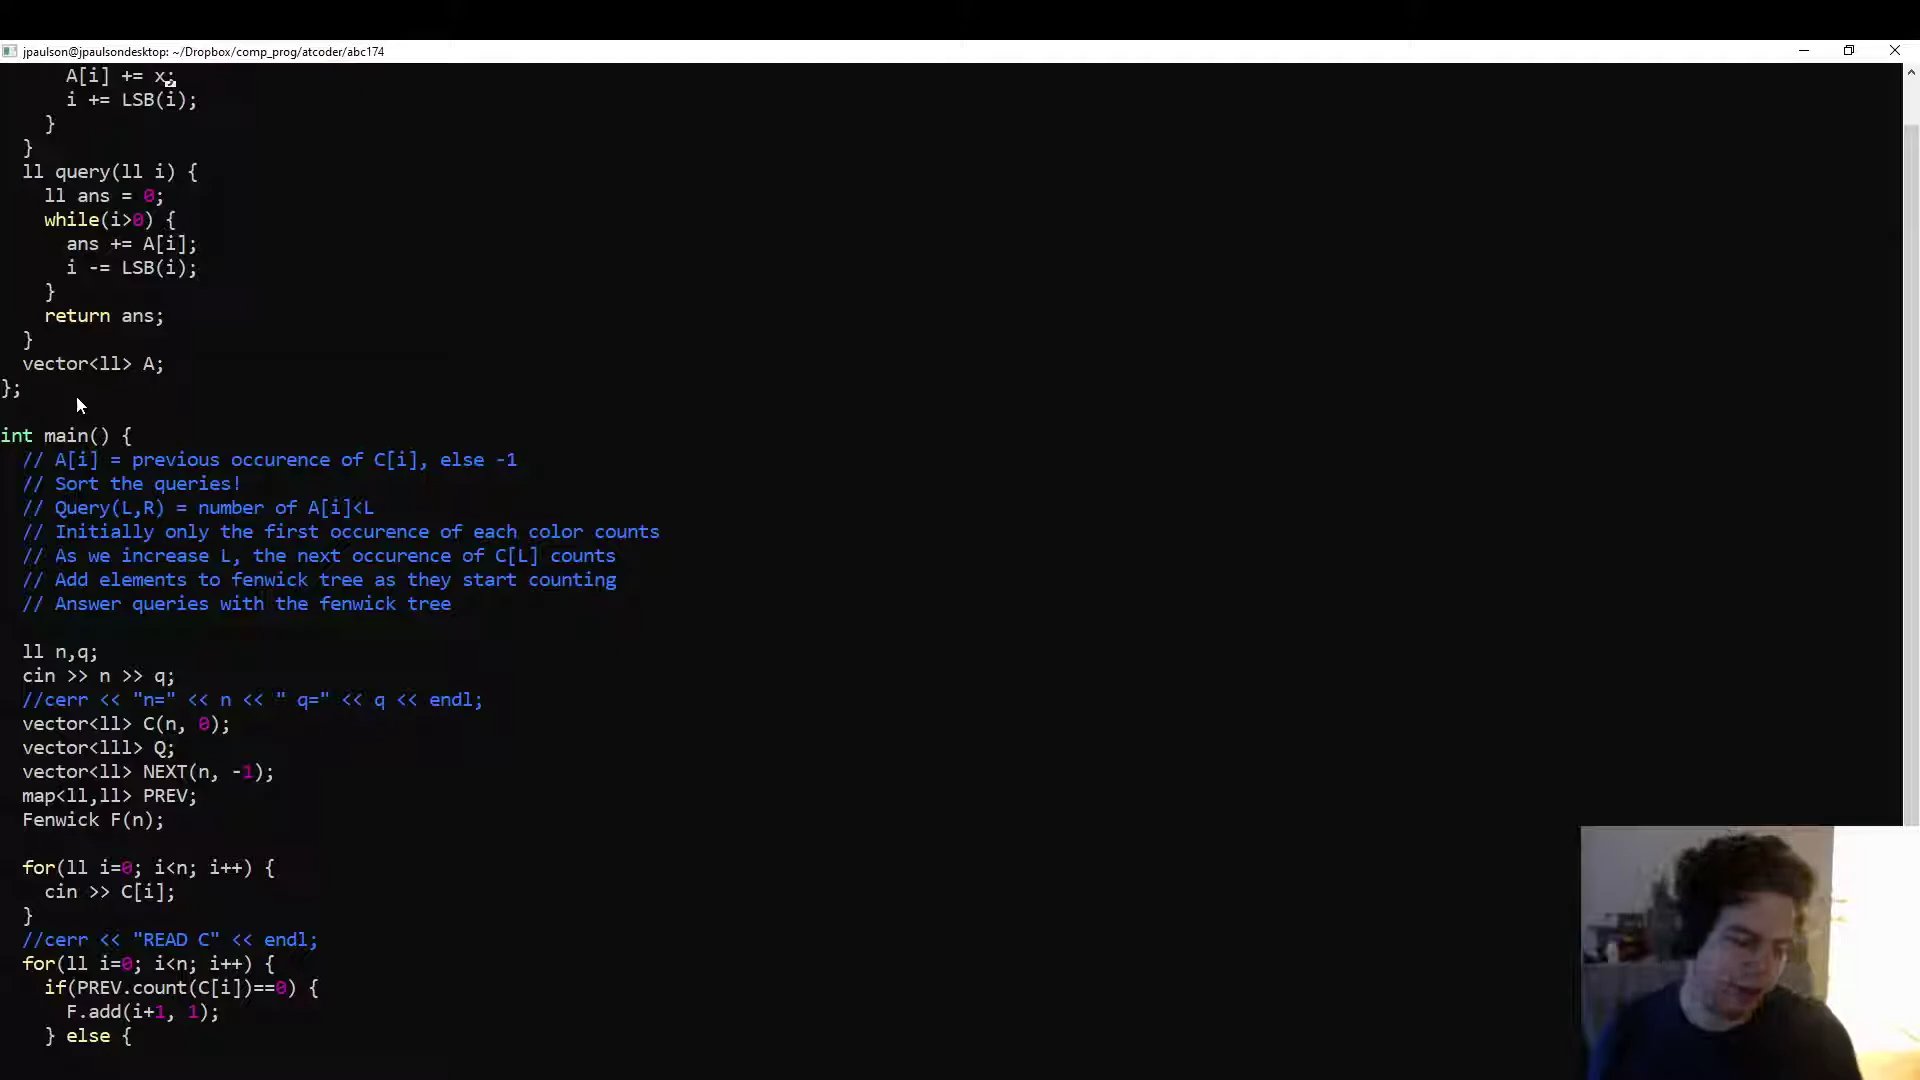 jpaulson@jpaulsondesktop: ~/Dropbox/comp_prog/atcoder/abc174
A[i] += x;
i += LSB(i);
}
}
ll query(ll i) {
ll ans = 0;
while(i>0) {
ans += A[i];
i -= LSB(i);
}
return ans;
}
vector<ll> A;
};
int main() {
// A[i] = previous occurence of C[i], else -1
// Sort the queries!
// Query(L,R) = number of A[i]<L
// Initially only the first occurence of each color counts
// As we increase L, the next occurence of C[L] counts
// Add elements to fenwick tree as they start counting
// Answer queries with the fenwick tree
ll n,q;
cin >> n >> q;
//cerr << "n=" << n << " q=" << q << endl;
vector<ll> C(n, 0);
vector<lll> Q;
vector<ll> NEXT(n, -1);
map<ll,ll> PREV;
Fenwick F(n);
for(ll i=0; i<n; i++) {
cin >> C[i];
}
//cerr << "READ C" << endl;
for(ll i=0; i<n; i++) {
if(PREV.count(C[i])==0) {
F.add(i+1, 1);
} else {